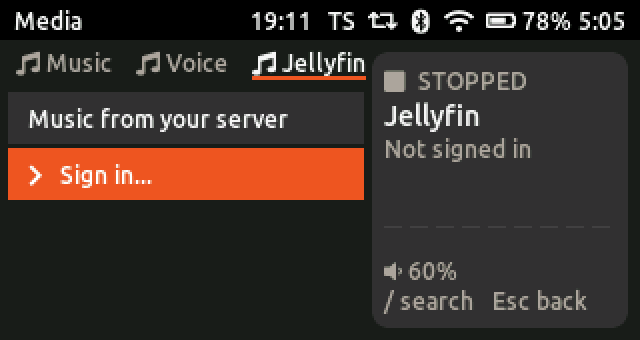 Media 19:11 TS 78% 5:05
Music Voice Jellyfin
Music from your server
Sign in...
STOPPED
Jellyfin
Not signed in
60%
/ search Esc back